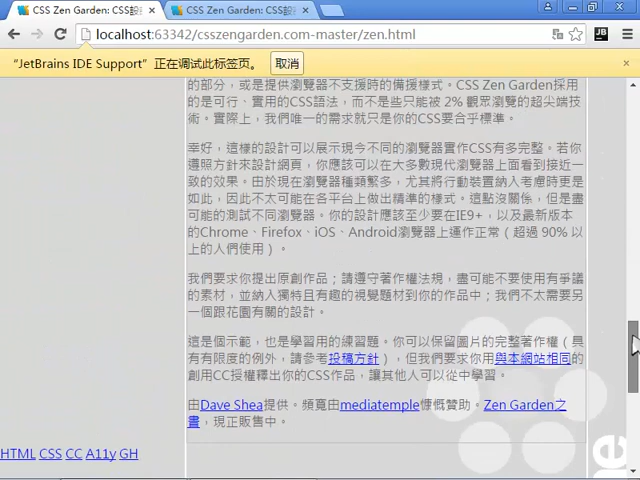 CSS Zen Garden: CSS設
CSS Zen Garden: CSS設
localhost:63342/csszengarden.com-master/zen.html
"JetBrains IDE Support" 正在调试此标签页。 取消
的部分，或是提供瀏覽器不支援時的備援樣式。CSS Zen Garden採用
的是可行、實用的CSS語法，而不是些只能被 2% 觀眾瀏覽的超尖端技
術。實際上，我們唯一的需求就只是你的CSS要合乎標準。
幸好，這樣的設計可以展示現今不同的瀏覽器實作CSS有多完整。若你
遵照方針來設計網頁，你應該可以在大多數現代瀏覽器上面看到接近一
致的效果。由於現在瀏覽器種類繁多，尤其將行動裝置納入考慮時更是
如此，因此不太可能在各平台上做出精準的樣式。這點沒關係，但是盡
可能的測試不同瀏覽器。你的設計應該至少要在IE9+，以及最新版本
的Chrome、Firefox、iOS、Android瀏覽器上運作正常（超過 90% 以
上的人們使用）。
我們要求你提出原創作品；請遵守著作權法規，盡可能不要使用有爭議
的素材，並納入獨特且有趣的視覺題材到你的作品中；我們不太需要另
一個跟花園有關的設計。
這是個示範，也是學習用的練習題。你可以保留圖片的完整著作權（具
有有限度的例外，請參考投稿方針），但我們要求你用與本網站相同的
創用CC授權釋出你的CSS作品，讓其他人可以從中學習。
由Dave Shea提供。頻寬由mediatemple慷慨贊助。Zen Garden之
書，現正販售中。
HTML CSS CC A11y GH